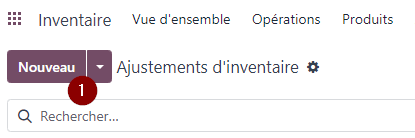 Inventaire Vue d'ensemble Opérations Produits
Nouveau Ajustements d'inventaire
1
Rechercher...